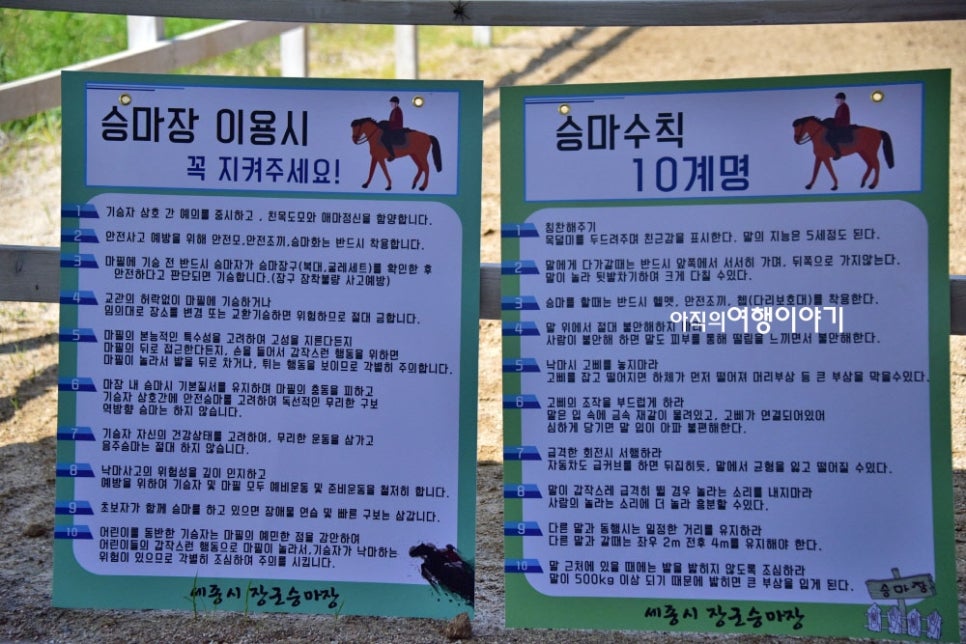 승마장 이용시
꼭 지켜주세요!
1 기승자 상호 간 예의를 중시하고 , 친목도모와 애마정신을 함양합니다.
2 안전사고 예방을 위해 안전모,안전조끼,승마화는 반드시 착용합니다.
3 마필에 기승 전 반드시 승마자가 승마장구(복대,굴레세트)를 확인한 후
안전하다고 판단되면 기승합니다.(장구 장착불량 사고예방)
4 교관의 허락없이 마필에 기승하거나
임의대로 장소를 변경 또는 교환기승하면 위험하므로 절대 금합니다.
5 마필의 본능적인 특수성을 고려하여 고성을 지른다든지
마필의 뒤로 접근한다든지, 손을 들어서 갑작스런 행동을 위하면
마필이 놀라서 발을 뒤로 차거나, 튀는 행동을 보이므로 각별히 주의합니다.
6 마장 내 승마시 기본질서를 유지하며 마필의 충동을 피하고
기승자 상호간에 안전승마를 고려하며 독선적인 무리한 구보
역방향 승마는 하지 않습니다.
7 기승자 자신의 건강상태를 고려하여, 무리한 운동을 삼가고
음주승마는 절대 하지 않습니다.
8 낙마사고의 위험성을 깊이 인지하고
예방을 위하여 기승자 및 마필 모두 예비운동 및 준비운동을 철저히 합니다.
9 초보자가 함께 승마를 하고 있으면 장애물 연습 및 빠른 구보는 삼갑니다.
10 어린이를 동반한 기승자는 마필의 예민한 점을 감안하여
어린이들의 갑작스런 행동으로 마필이 놀라서,기승자가 낙마하는
위험이 있으므로 각별히 조심하여 주의를 시킵니다.
세종시 장군승마장
승마수칙
10계명
1 칭찬해주기
목덜미를 두드려주며 친근감을 표시한다. 말의 지능은 5세정도 된다.
2 말에게 다가갈때는 반드시 앞쪽에서 서서히 가며, 뒤쪽으로 가지않는다.
말이 놀라 뒷발차기하며 크게 다칠 수있다.
3 승마를 할때는 반드시 헬멧, 안전조끼, 챕(다리보호대)를 착용한다.
4 말 위에서 절대 불안해하지
아직의여행이야기
사람이 불안해 하면 말도 피부를 통해 떨림을 느끼면서 불안해한다.
5 낙마시 고삐를 놓지마라
고삐를 잡고 떨어지면 하체가 먼저 떨어져 머리부상 등 큰 부상을 막을수있다.
6 고삐의 조작을 부드럽게 하라
말은 입 속에 금속 재갈이 물려있고, 고삐가 연결되어있어
심하게 당기면 말 입이 아파 불편해한다.
7 급격한 회전시 서행하라
자동차도 급커브를 하면 뒤집히듯, 말에서 균형을 잃고 떨어질 수있다.
8 말이 갑작스레 급격히 뛸 경우 놀라는 소리를 내지마라
사람의 놀라는 소리에 더 놀라 흥분할 수있다.
9 다른 말과 동행시는 일정한 거리를 유지하라
다른 말과 같때는 좌우 2m 전후 4m를 유지해야 한다.
10 말 근처에 있을 때에는 발을 밟히지 않도록 조심하라
말이 500kg 이상 되기 때문에 밟히면 큰 부상을 입게 된다.
승마장
세종시 장군승마장